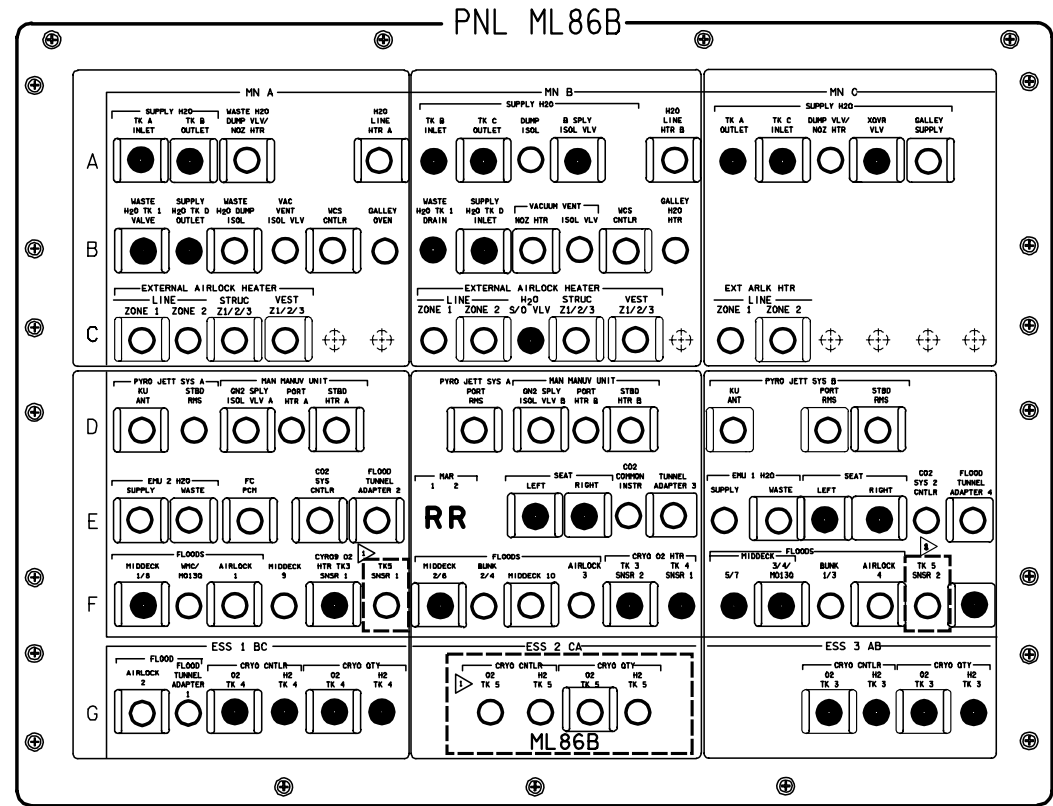 PNL ML86B
MN A
MN B
MN C
SUPPLY H2O
WASTE H2O
DUMP VLV/
NOZ HTR
H2O
LINE
HTR A
TK A
INLET
TK B
OUTLET
SUPPLY H2O
TK B
INLET
TK C
OUTLET
DUMP
ISOL
B SPLY
ISOL VLV
H2O
LINE
HTR B
SUPPLY H2O
TK A
OUTLET
TK C
INLET
DUMP VLV/
NOZ HTR
XOVR
VLV
GALLEY
SUPPLY
A
WASTE
H2O TK 1
VALVE
SUPPLY
H2O TK D
OUTLET
WASTE
H2O DUMP
ISOL
VAC
VENT
ISOL VLV
WCS
CNTLR
GALLEY
OVEN
WASTE
H2O TK 1
DRAIN
SUPPLY
H2O TK D
INLET
VACUUM VENT
NOZ HTR
ISOL VLV
WCS
CNTLR
GALLEY
H2O
HTR
B
EXTERNAL AIRLOCK HEATER
LINE
ZONE 1
ZONE 2
STRUC
Z1/2/3
VEST
Z1/2/3
EXTERNAL AIRLOCK HEATER
LINE
ZONE 1
ZONE 2
H2O
S/O VLV
STRUC
Z1/2/3
VEST
Z1/2/3
EXT ARLK HTR
LINE
ZONE 1
ZONE 2
C
PYRO JETT SYS A
KU
ANT
STBD
RMS
MAN MANUV UNIT
GN2 SPLY
ISOL VLV A
PORT
HTR A
STBD
HTR A
PYRO JETT SYS A
PORT
RMS
MAN MANUV UNIT
GN2 SPLY
ISOL VLV B
PORT
HTR B
STBD
HTR B
PYRO JETT SYS B
KU
ANT
PORT
RMS
STBD
RMS
D
EMU 2 H2O
SUPPLY
WASTE
FC
PCM
CO2
SYS
CNTLR
FLOOD
TUNNEL
ADAPTER 2
MAR
1 2
RR
SEAT
LEFT
RIGHT
CO2
COMMON
INSTR
TUNNEL
ADAPTER 3
EMU 1 H2O
SUPPLY
WASTE
SEAT
LEFT
RIGHT
CO2
SYS 2
CNTLR
FLOOD
TUNNEL
ADAPTER 4
E
FLOODS
MIDDECK
1/8
WMC/
MO13Q
AIRLOCK
1
MIDDECK
9
CYRO9 O2
HTR TK3
SNSR 1
1
TK5
SNSR 1
FLOODS
MIDDECK
2/6
BUNK
2/4
MIDDECK 10
AIRLOCK
3
CRYO O2 HTR
TK 3
SNSR 2
TK 4
SNSR 1
FLOODS
MIDDECK
5/7
3/4/
MO13Q
BUNK
1/3
AIRLOCK
4
TK 5
SNSR 2
F
ESS 1 BC
FLOOD
AIRLOCK
2
FLOOD
TUNNEL
ADAPTER
1
CRYO CNTLR
O2
TK 4
H2
TK 4
CRYO QTY
O2
TK 4
H2
TK 4
ESS 2 CA
1
CRYO CNTLR
O2
TK 5
H2
TK 5
CRYO QTY
O2
TK 5
H2
TK 5
ML86B
ESS 3 AB
CRYO CNTLR
O2
TK 3
H2
TK 3
CRYO QTY
O2
TK 3
H2
TK 3
G